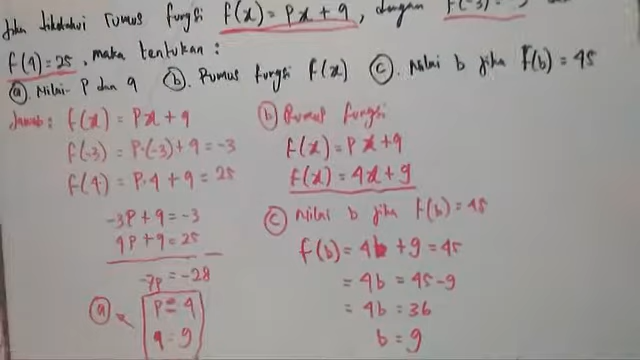 Jika diketahui rumus fungsi f(x) = Px + q, dengan f(-3) =
f(4) = 25, maka tentukan :
(a). Nilai P dan q (b). Rumus fungsi f(x) (c). Nilai b jika f(b) = 45
Jawab: f(x) = Px + q
f(-3) = P.(-3) + q = -3
f(4) = P.4 + q = 25
-3P + q = -3
4P + q = 25
-7P = -28
(a)
P = 4
q = 9
(b) Rumus fungsi
f(x) = Px + q
f(x) = 4x + 9
(c) Nilai b jika f(b) = 45
f(b) = 4b + 9 = 45
= 4b = 45 - 9
= 4b = 36
b = 9